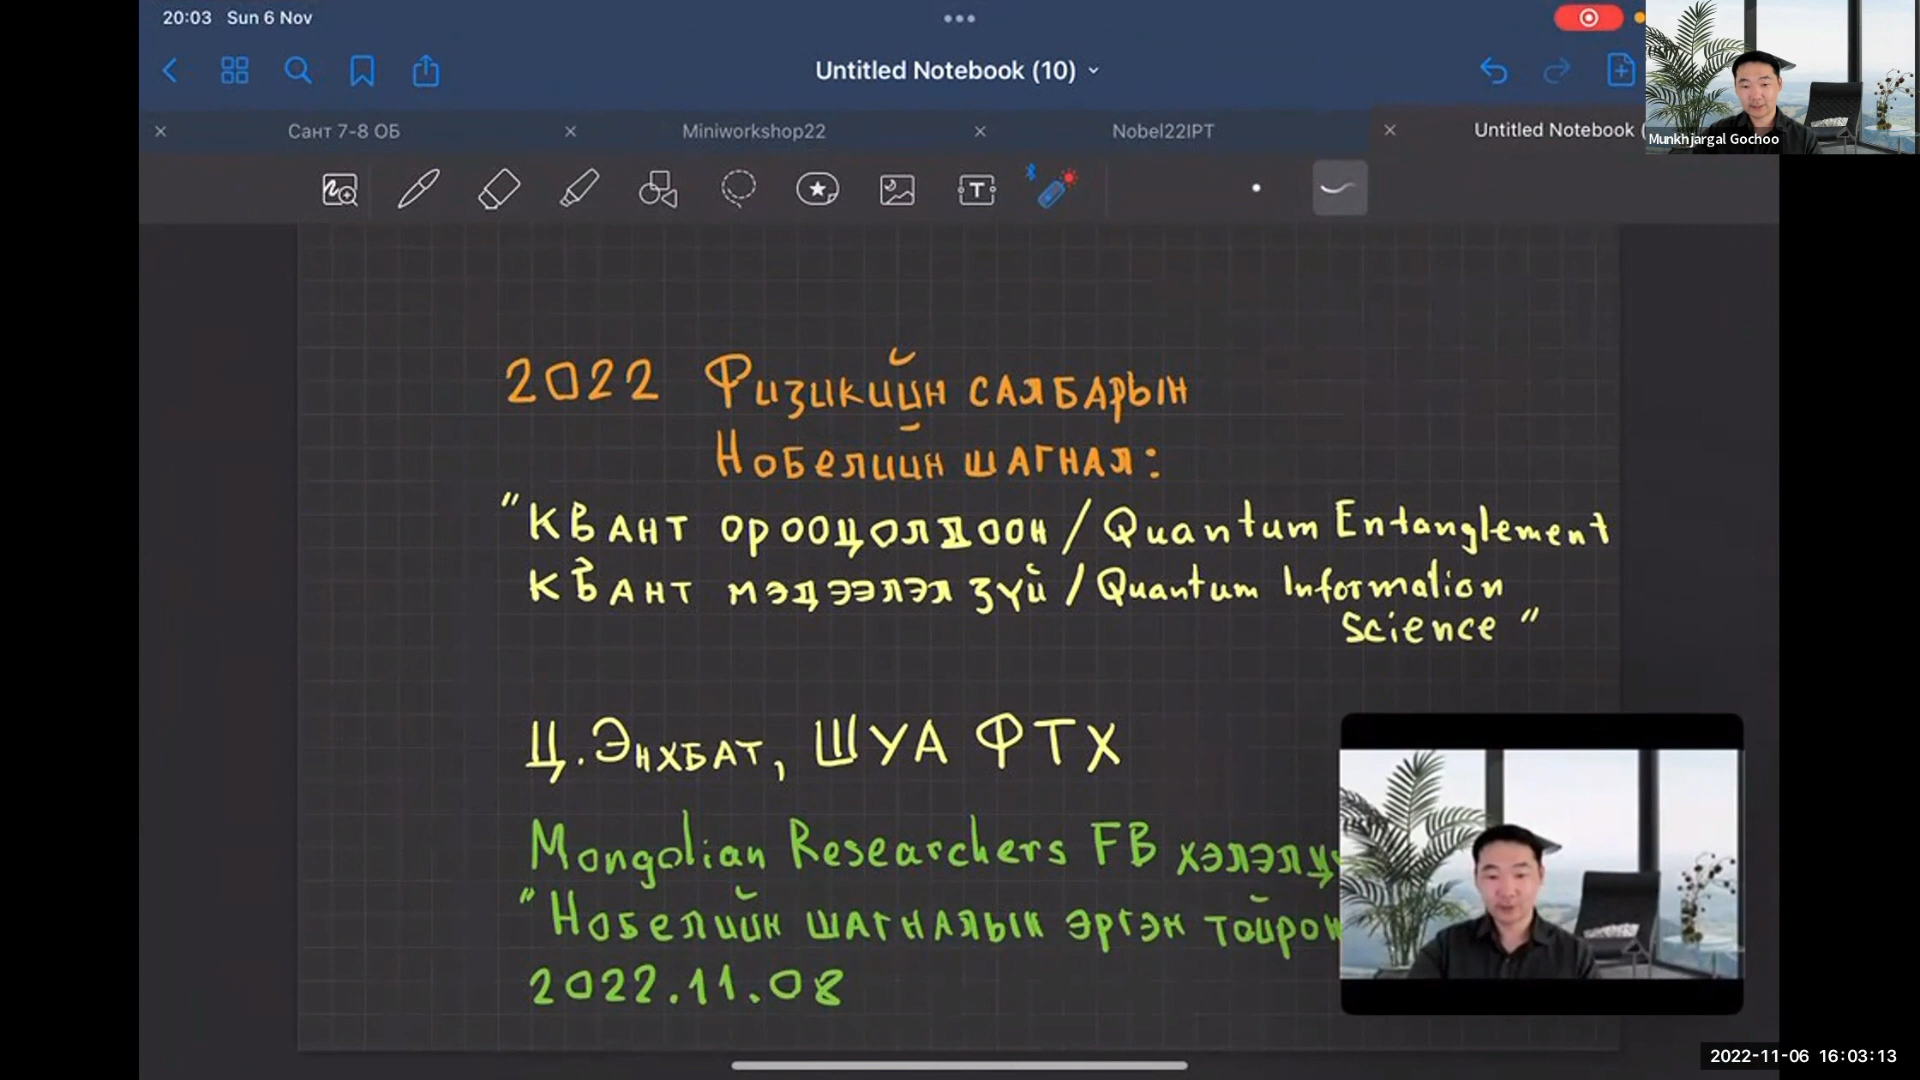 20:03 Sun 6 Nov
Untitled Notebook (10)
Сант 7-8 ОБ
Miniworkshop22
Nobel22IPT
Untitled Notebook (
Munkhjargal Gochoo
2022 Физикийн салбарын
Нобелийн шагнал:
"Квант орооцолдоон / Quantum Entanglement
Квант мэдээлэл зүй / Quantum Information
Science"
Ц. Энхбат, ШУА ФТХ
Mongolian Researchers FB
"Нобелийн шагналын эргэн тойрон
2022.11.08
2022-11-06 16:03:13